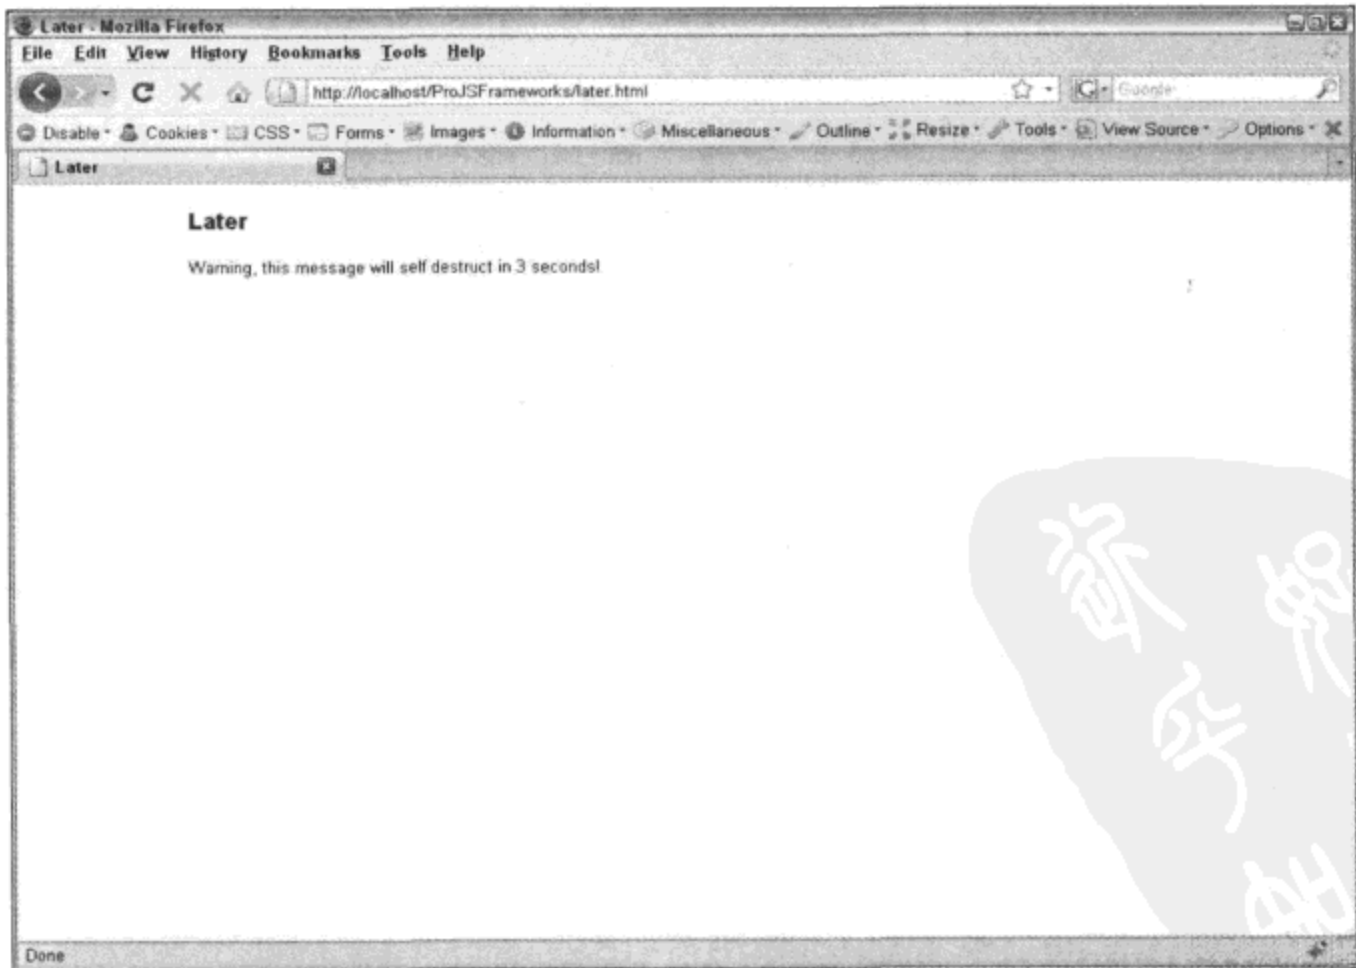 Later - Mozilla Firefox
File Edit View History Bookmarks Tools Help
http://localhost/ProJSFrameworks/later.html
G Google
Disable Cookies CSS Forms Images Information Miscellaneous Outline Resize Tools View Source Options
Later
Later
Warning, this message will self destruct in 3 seconds!
Done